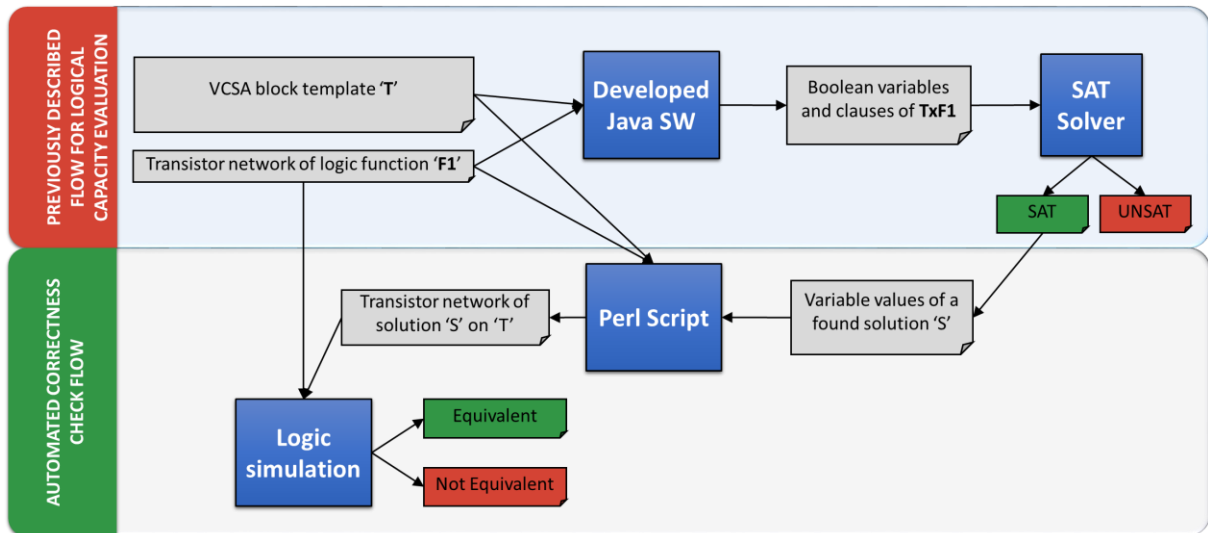 PREVIOUSLY DESCRIBED
FLOW FOR LOGICAL
CAPACITY EVALUATION
VCSA block template ‘T’
Transistor network of logic function ‘F1’
Developed
Java SW
Boolean variables
and clauses of TxF1
SAT
Solver
SAT
UNSAT
AUTOMATED CORRECTNESS
CHECK FLOW
Transistor network of
solution ‘S’ on ‘T’
Perl Script
Variable values of a
found solution ‘S’
Logic
simulation
Equivalent
Not Equivalent